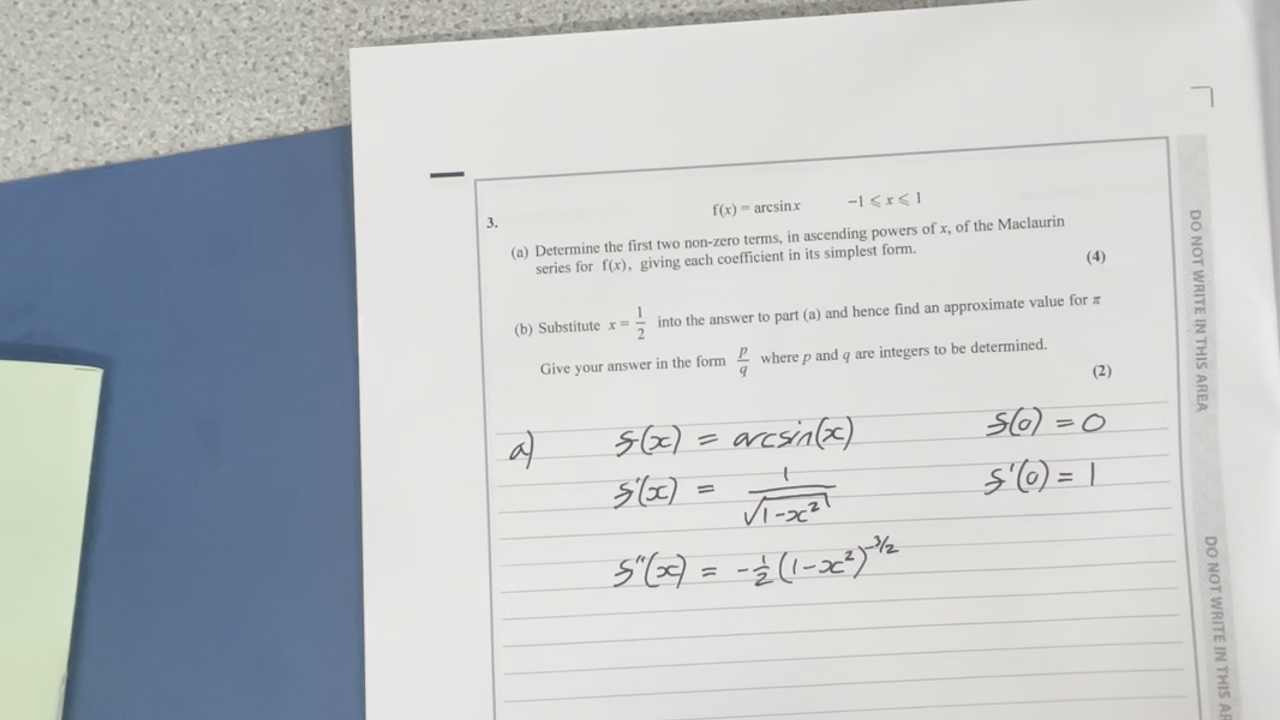 3.
f(x) = arcsinx −1 ⩽ x ⩽ 1
(a) Determine the first two non-zero terms, in ascending powers of x, of the Maclaurin
series for f(x), giving each coefficient in its simplest form.
(4)
(b) Substitute x = 1/2 into the answer to part (a) and hence find an approximate value for π
Give your answer in the form p/q where p and q are integers to be determined.
(2)
a) f(x) = arcsin(x) f(0) = 0
f'(x) = 1/√(1-x²) f'(0) = 1
f''(x) = -1/2(1-x²)^(-3/2)
DO NOT WRITE IN THIS AREA
DO NOT WRITE IN THIS AR